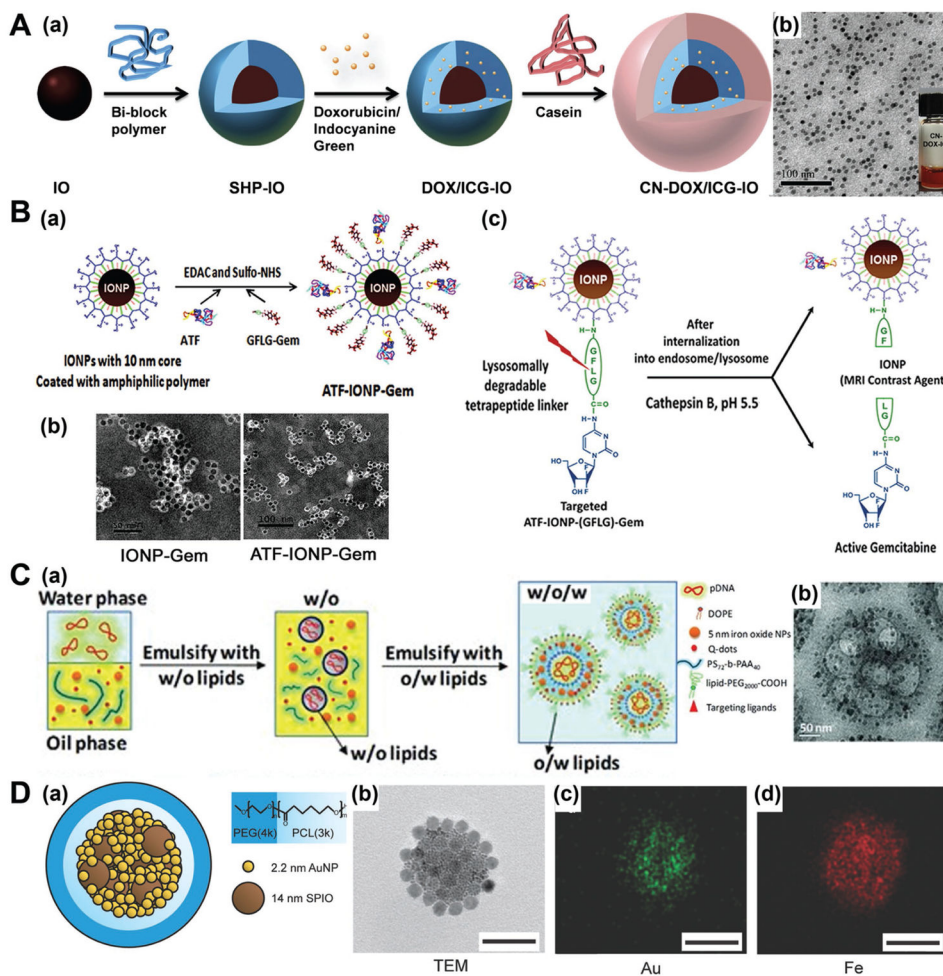 A (a)
Bi-block
polymer
Doxorubicin/
Indocyanine
Green
Casein
IO
SHP-IO
DOX/ICG-IO
CN-DOX/ICG-IO
(b)
100 nm
CN-
B (a)
IONP
EDAC and Sulfo-NHS
ATF
GFLG-Gem
IONP
IONPs with 10 nm core
Coated with amphiphilic polymer
ATF-IONP-Gem
(b)
50 nm
100 nm
IONP-Gem
ATF-IONP-Gem
(c)
IONP
H-N
G
F
L
G
C=O
H-N
N
N
O
HO
O
F
OHF
Lysosomally
degradable
tetrapeptide linker
Targeted
ATF-IONP-(GFLG)-Gem
After
internalization
into endosome/lysosome
Cathepsin B, pH 5.5
IONP
H-N
G
F
IONP
(MRI Contrast Agent)
L
G
C=O
H-N
N
N
O
HO
O
F
OHF
Active Gemcitabine
C (a)
Water phase
Oil phase
Emulsify with
w/o lipids
w/o
w/o lipids
Emulsify with
o/w lipids
w/o/w
o/w lipids
pDNA
DOPE
5 nm iron oxide NPs
Q-dots
PS72-b-PAA40
lipid-PEG2000-COOH
Targeting ligands
(b)
50 nm
D (a)
PEG(4k)
PCL(3k)
2.2 nm AuNP
14 nm SPIO
(b)
TEM
(c)
Au
(d)
Fe